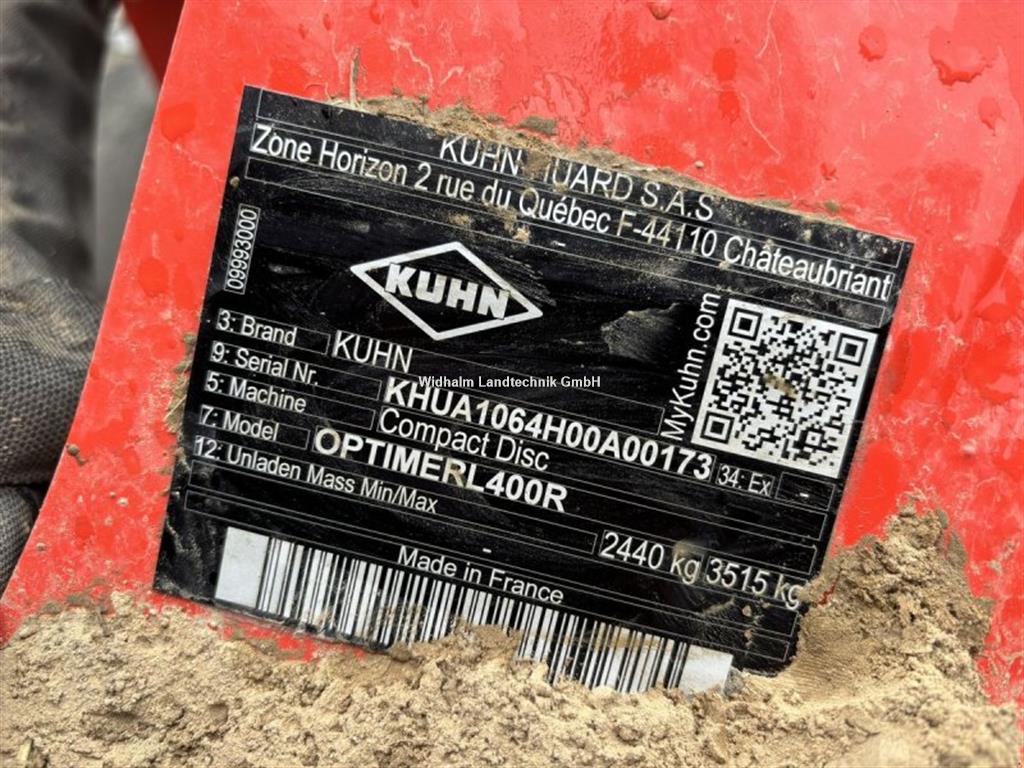 KUHN HUARD S.A.S
Zone Horizon 2 rue du Québec F-44110 Châteaubriant
09993000
KUHN
MyKuhn.com
3: Brand KUHN
9: Serial Nr. KHUA1064H00A00173 34: Ex -
5: Machine Compact Disc
7: Model OPTIMERL400R
12: Unladen Mass Min/Max - 2440 kg 3515 kg
Made in France
Widhalm Landtechnik GmbH